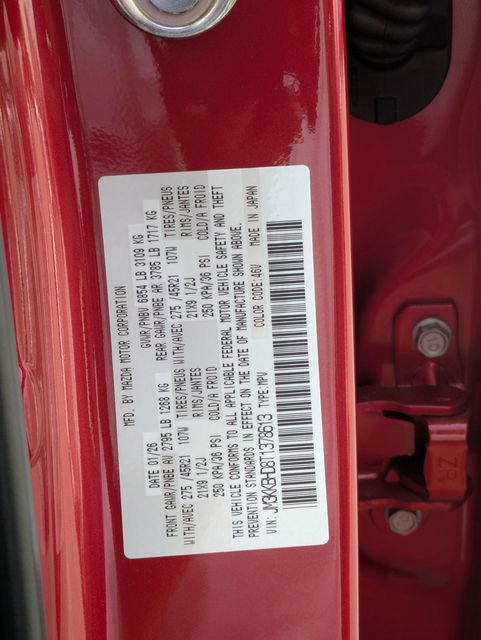 MFD. BY MAZDA MOTOR CORPORATION
DATE 01/26 GVWR/PNBV 6854 LB 3109 KG
FRONT GAWR/PNBE AV 2795 LB 1268 KG REAR GAWR/PNBE AR 3785 LB 1717 KG
TIRES/PNEUS RIMS/JANTES COLD/A FROID TIRES/PNEUS RIMS/JANTES COLD/A FROID
WITH/AVEC 275 /45R21 107W 21X9 1/2J 250 KPA/36 PSI WITH/AVEC 275 /45R21 107W 21X9 1/2J 250 KPA/36 PSI
THIS VEHICLE CONFORMS TO ALL APPLICABLE FEDERAL MOTOR VEHICLE SAFETY AND THEFT
PREVENTION STANDARDS IN EFFECT ON THE DATE OF MANUFACTURE SHOWN ABOVE.
VIN: TYPE:MPV COLOR CODE:46V MADE IN JAPAN
ZR